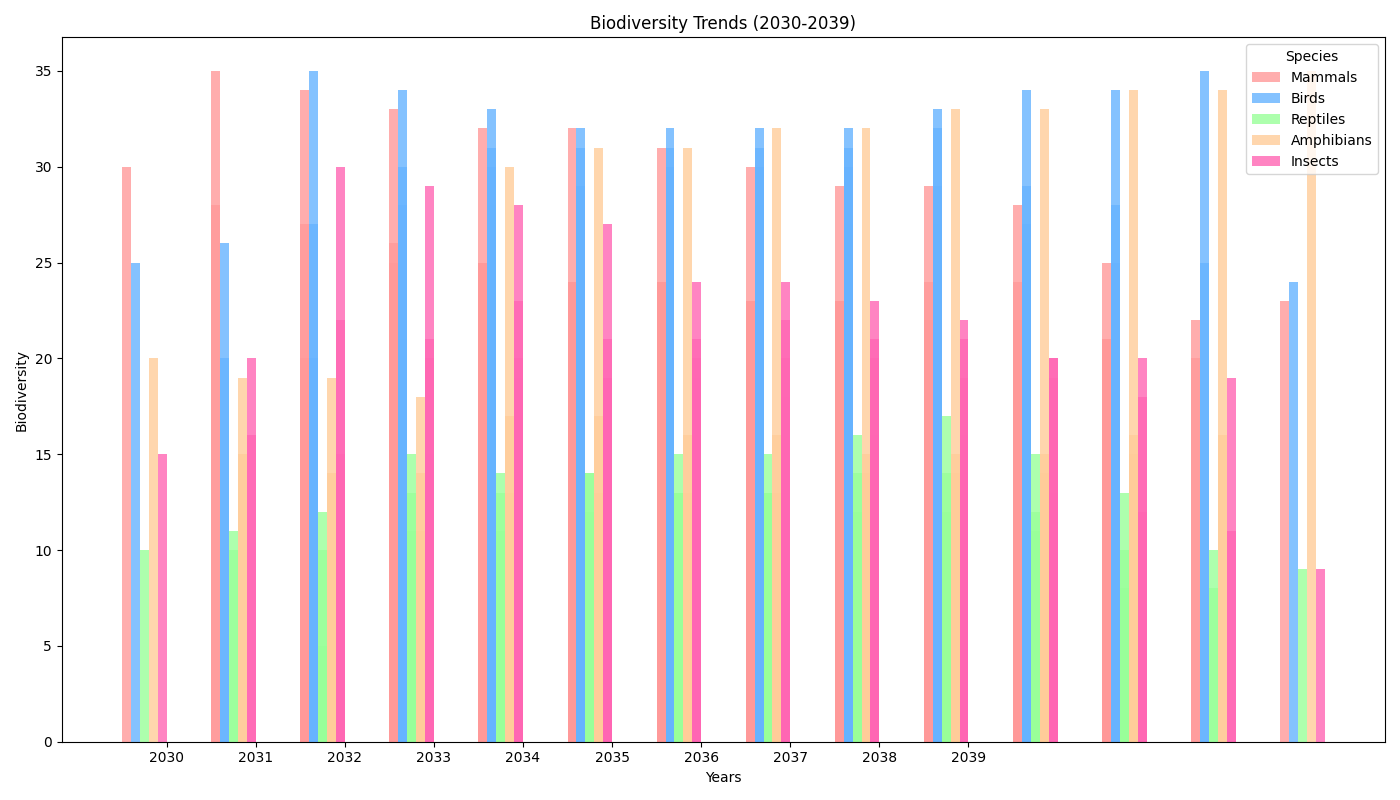 Biodiversity Trends (2030-2039)
Species
Mammals
Birds
Reptiles
Amphibians
Insects
Biodiversity
35
30
25
20
15
10
5
0
2030 2031 2032 2033 2034 2035 2036 2037 2038 2039
Years